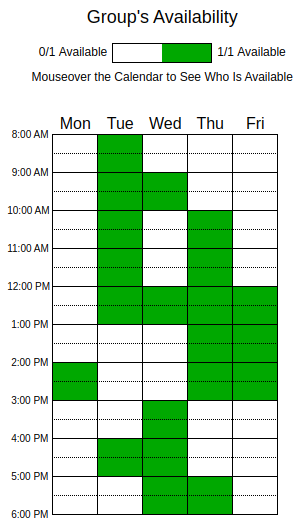 Group's Availability
0/1 Available 1/1 Available
Mouseover the Calendar to See Who Is Available
Mon Tue Wed Thu Fri
8:00 AM
9:00 AM
10:00 AM
11:00 AM
12:00 PM
1:00 PM
2:00 PM
3:00 PM
4:00 PM
5:00 PM
6:00 PM